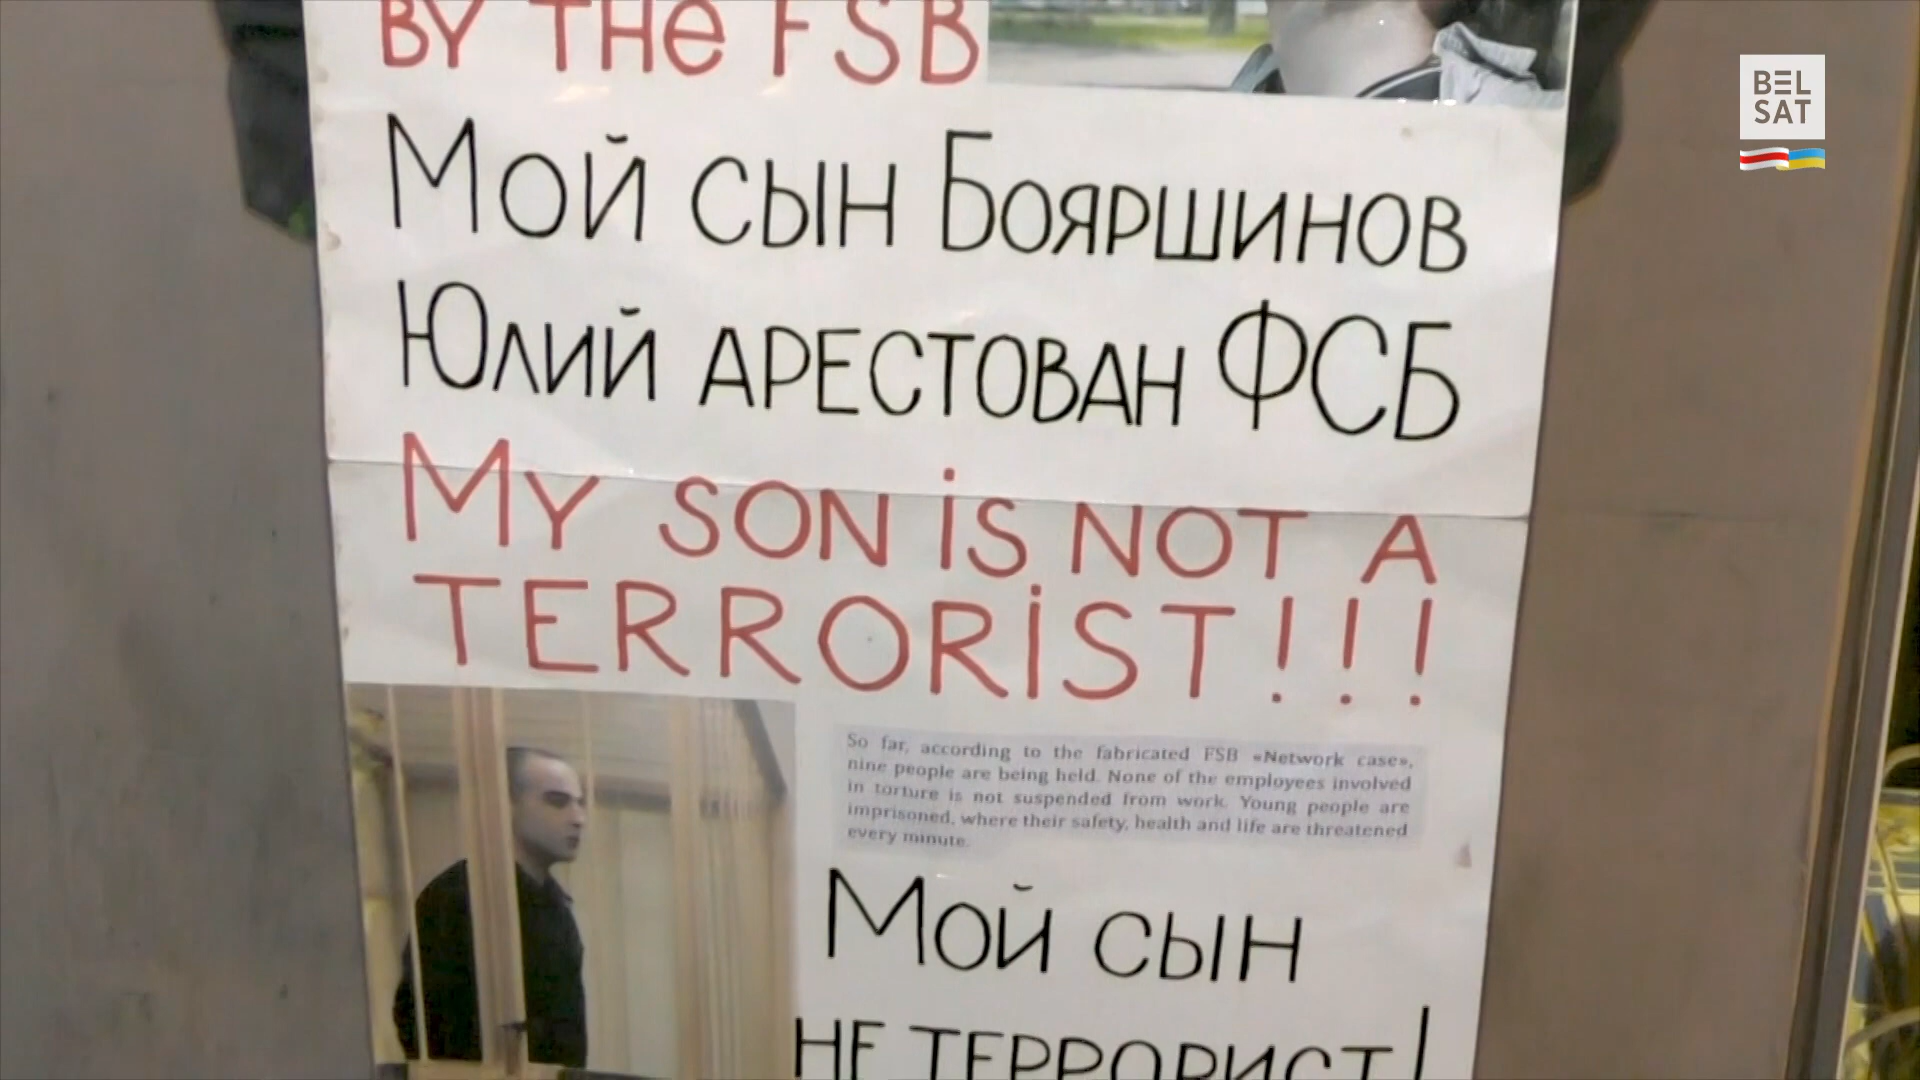 BY THE FSB
BEL
SAT
Мой сын Бояршинов
Юлий арестован ФСБ
MY SON IS NOT A
TERRORIST!!!
So far, according to the fabricated FSB «Network case»,
nine people are being held. None of the employees involved
in torture is not suspended from work. Young people are
imprisoned, where their safety, health and life are threatened
every minute.
Мой сын
не террорист!